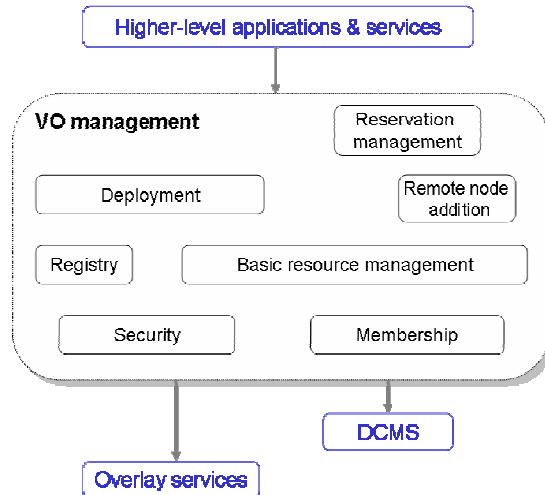 Higher-level applications & services
VO management
Reservation
management
Deployment
Remote node
addition
Registry
Basic resource management
Security
Membership
DCMS
Overlay services